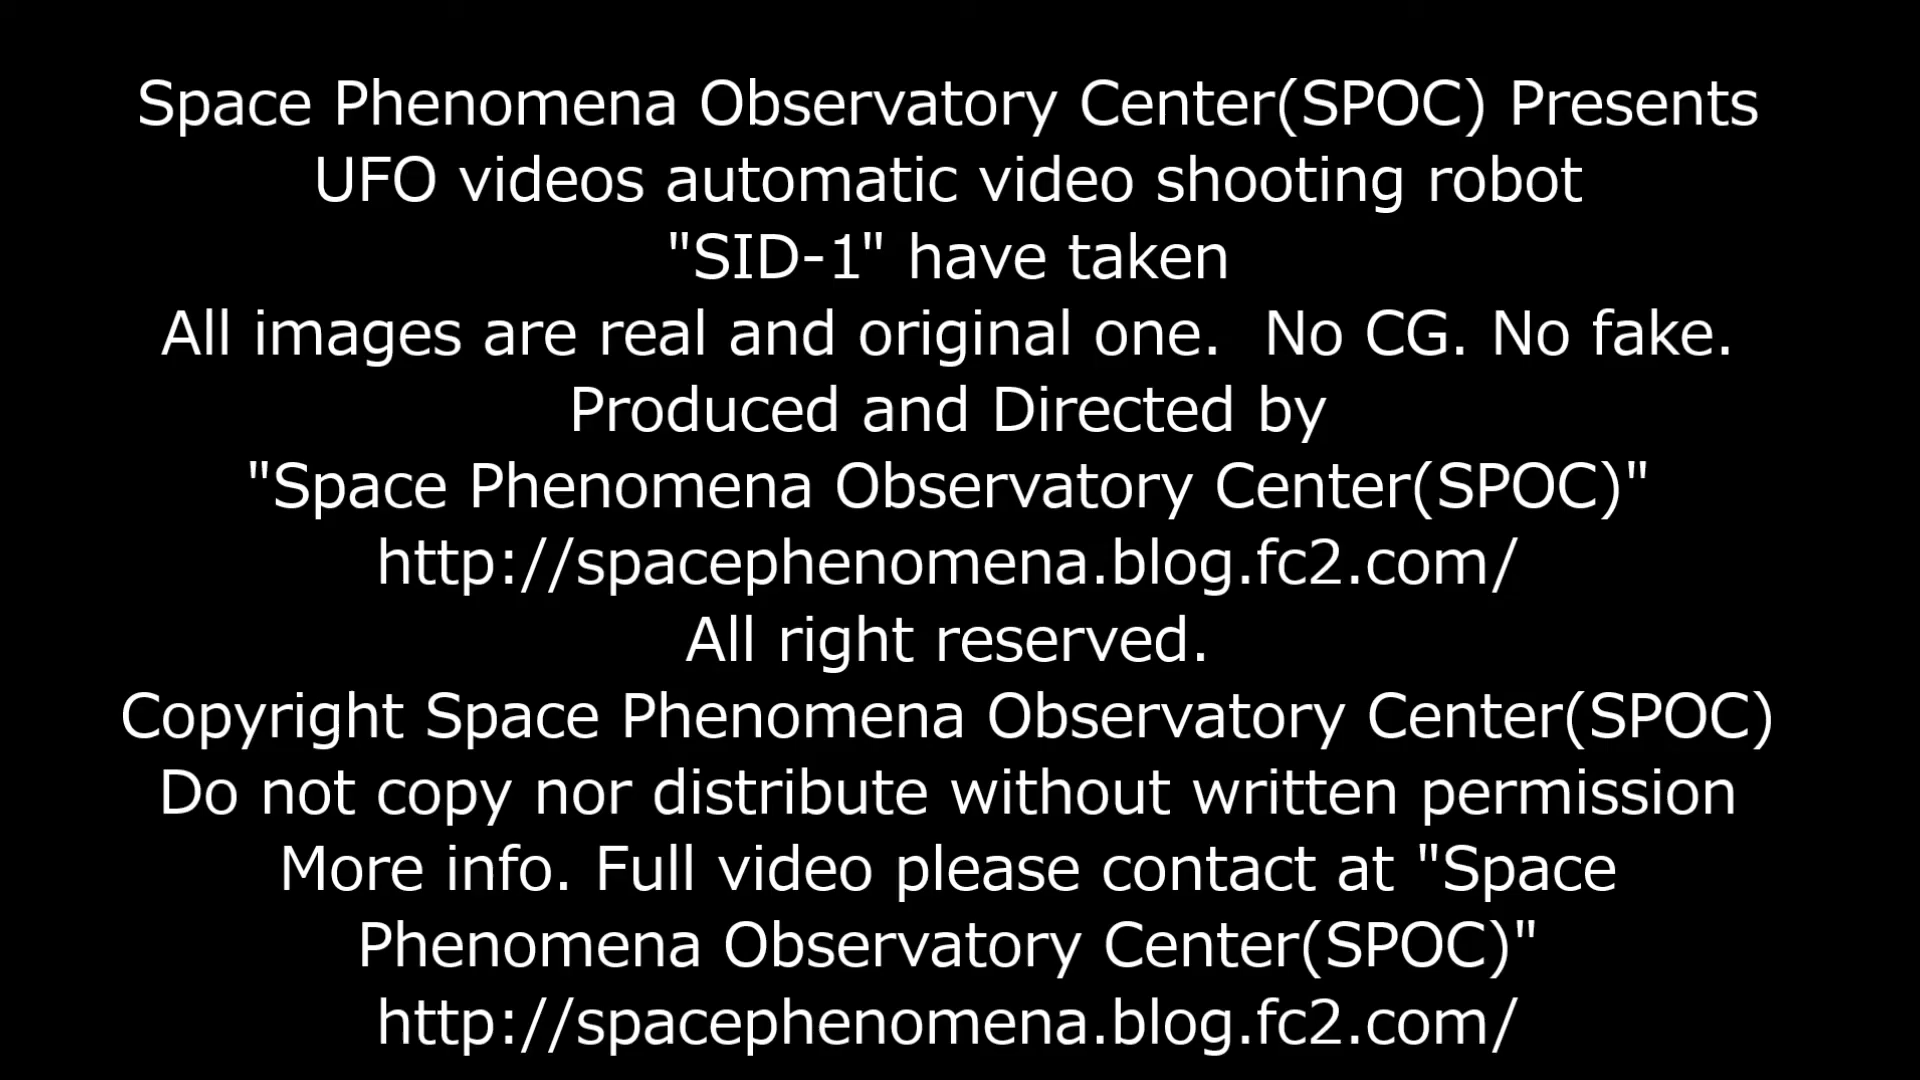 Space Phenomena Observatory Center(SPOC) Presents
UFO videos automatic video shooting robot
"SID-1" have taken
All images are real and original one.  No CG. No fake.
Produced and Directed by
"Space Phenomena Observatory Center(SPOC)"
http://spacephenomena.blog.fc2.com/
All right reserved.
Copyright Space Phenomena Observatory Center(SPOC)
Do not copy nor distribute without written permission
More info. Full video please contact at "Space
Phenomena Observatory Center(SPOC)"
http://spacephenomena.blog.fc2.com/